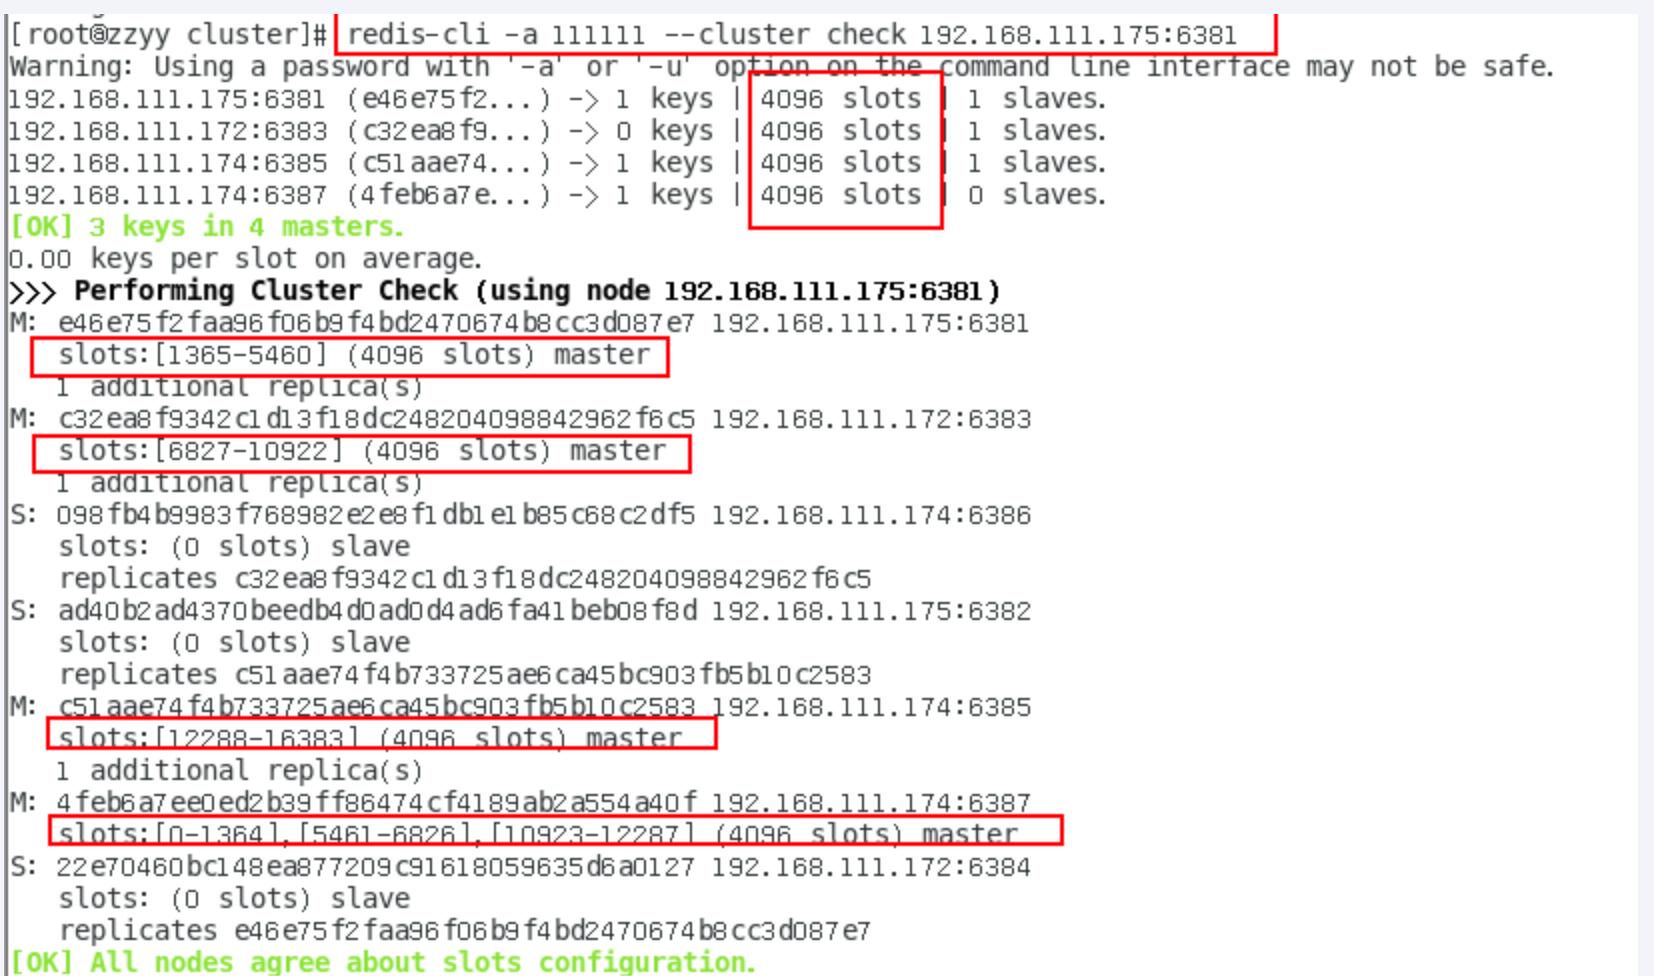 [root@zzyy cluster]# redis-cli -a 111111 --cluster check 192.168.111.175:6381
Warning: Using a password with '-a' or '-u' option on the command line interface may not be safe.
192.168.111.175:6381 (e46e75f2...) -> 1 keys | 4096 slots | 1 slaves.
192.168.111.172:6383 (c32ea8f9...) -> 0 keys | 4096 slots | 1 slaves.
192.168.111.174:6385 (c51aae74...) -> 1 keys | 4096 slots | 1 slaves.
192.168.111.174:6387 (4feb6a7e...) -> 1 keys | 4096 slots | 0 slaves.
[OK] 3 keys in 4 masters.
0.00 keys per slot on average.
>>> Performing Cluster Check (using node 192.168.111.175:6381)
M: e46e75f2faa96f06b9f4bd2470674b8cc3d087e7 192.168.111.175:6381
slots:[1365-5460] (4096 slots) master
1 additional replica(s)
M: c32ea8f9342c1d13f18dc248204098842962f6c5 192.168.111.172:6383
slots:[6827-10922] (4096 slots) master
1 additional replica(s)
S: 098fb4b9983f768982e2e8f1db1e1b85c68c2df5 192.168.111.174:6386
slots: (0 slots) slave
replicates c32ea8f9342c1d13f18dc248204098842962f6c5
S: ad40b2ad4370beedb4d0ad0d4ad6fa41beb08f8d 192.168.111.175:6382
slots: (0 slots) slave
replicates c51aae74f4b733725ae6ca45bc903fb5b10c2583
M: c51aae74f4b733725ae6ca45bc903fb5b10c2583 192.168.111.174:6385
slots:[12288-16383] (4096 slots) master
1 additional replica(s)
M: 4feb6a7ee0ed2b39ff86474cf4189ab2a554a40f 192.168.111.174:6387
slots:[0-1364],[5461-6826],[10923-12287] (4096 slots) master
S: 22e70460bc148ea877209c91618059635d6a0127 192.168.111.172:6384
slots: (0 slots) slave
replicates e46e75f2faa96f06b9f4bd2470674b8cc3d087e7
[OK] All nodes agree about slots configuration.